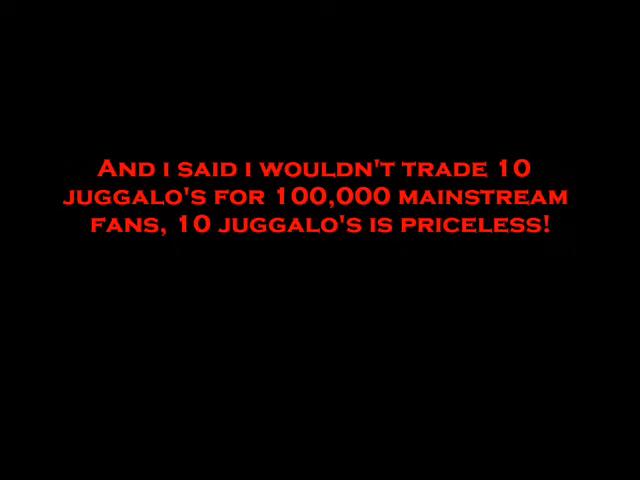 And i said i wouldn't trade 10
juggalo's for 100,000 mainstream
fans, 10 juggalo's is priceless!